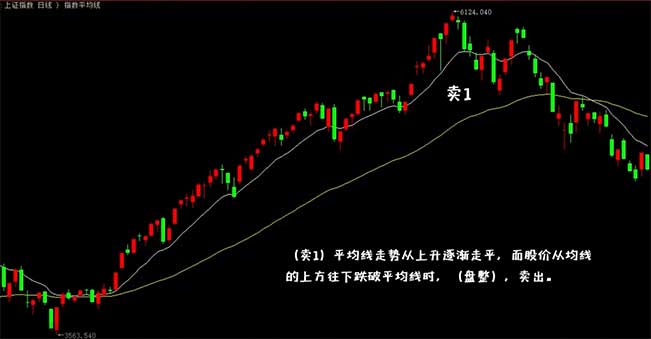 上证指数 日线 》 指数平均线
6124.040
卖1
(卖1) 平均线走势从上升逐渐走平，而股价从均线
的上方往下跌破平均线时，(盘整)，卖出。
3563.540